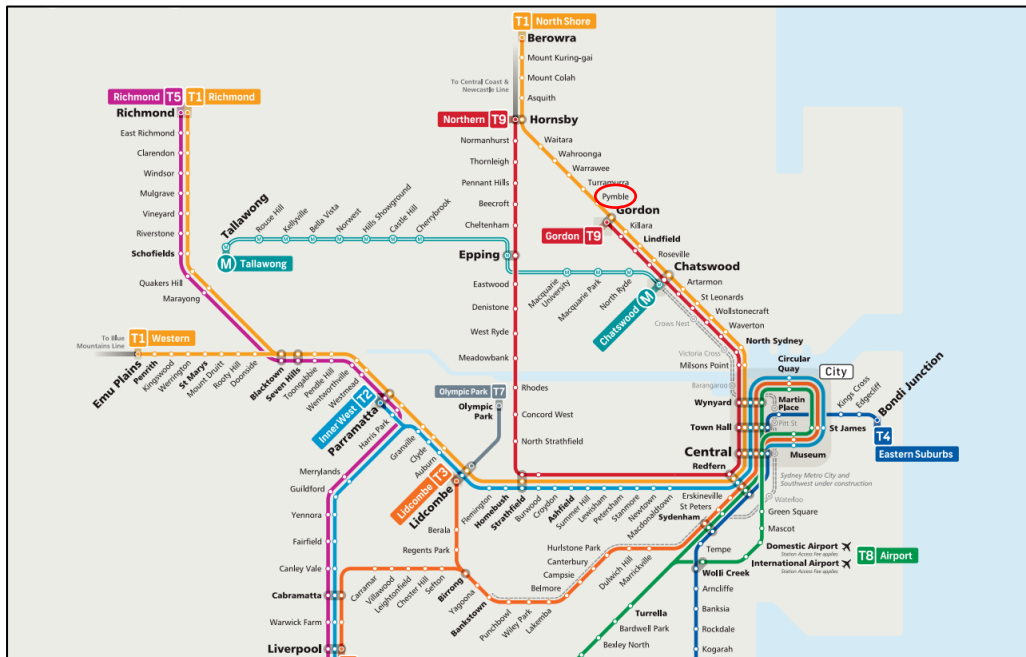 T1 North Shore
Berowra
Mount Kuring-gai
Mount Colah
Asquith
To Central Coast &
Newcastle Line
Northern T9
Hornsby
Richmond T5 T1 Richmond
Richmond
East Richmond
Clarendon
Windsor
Mulgrave
Vineyard
Riverstone
Schofields
Quakers Hill
Marayong
Tallawong
Rouse Hill
Kellyville
Bella Vista
Norwest
Hills Showground
Castle Hill
Cherrybrook
M Tallawong
Normanhurst
Thornleigh
Pennant Hills
Beecroft
Cheltenham
Epping
Eastwood
Denistone
West Ryde
Meadowbank
Rhodes
Concord West
North Strathfield
Waitara
Wahroonga
Warrawee
Turramurra
Pymble
Gordon
Gordon T9
Killara
Lindfield
Roseville
Chatswood
Artarmon
St Leonards
Wollstonecraft
Waverton
North Sydney
Macquarie
University
Macquarie Park
North Ryde
Chatswood M
Crows Nest
Victoria Cross
Milsons Point
Barangaroo
To Blue
Mountains Line
T1 Western
Emu Plains
Penrith
Kingswood
Werrington
St Marys
Mount Druitt
Rooty Hill
Doonside
Blacktown
Seven Hills
Toongabbie
Pendle Hill
Wentworthville
Westmead
Inner West T2
Parramatta
Harris Park
Granville
Clyde
Auburn
Lidcombe T3
Lidcombe
Olympic Park T7
Olympic
Park
Circular
Quay
City
Wynyard
Martin
Place
Town Hall
Pitt St
St James
Central
Museum
Redfern
Kings Cross
Edgecliff
Bondi Junction
T4
Eastern Suburbs
Sydney Metro City and
Southwest under construction
Waterloo
Flemington
Homebush
Strathfield
Burwood
Croydon
Ashfield
Summer Hill
Lewisham
Petersham
Stanmore
Newtown
Macdonaldtown
Erskineville
St Peters
Sydenham
Green Square
Mascot
Domestic Airport
Station Access fee applies
International Airport
Station Access fee applies
T8 Airport
Merrylands
Guildford
Yennora
Fairfield
Canley Vale
Cabramatta
Warwick Farm
Liverpool
Berala
Regents Park
Birrong
Carramar
Villawood
Leightonfield
Chester Hill
Sefton
Yagoona
Bankstown
Punchbowl
Wiley Park
Lakemba
Belmore
Campsie
Canterbury
Hurlstone Park
Dulwich Hill
Marrickville
Tempe
Wolli Creek
Arncliffe
Banksia
Rockdale
Kogarah
Turrella
Bardwell Park
Bexley North